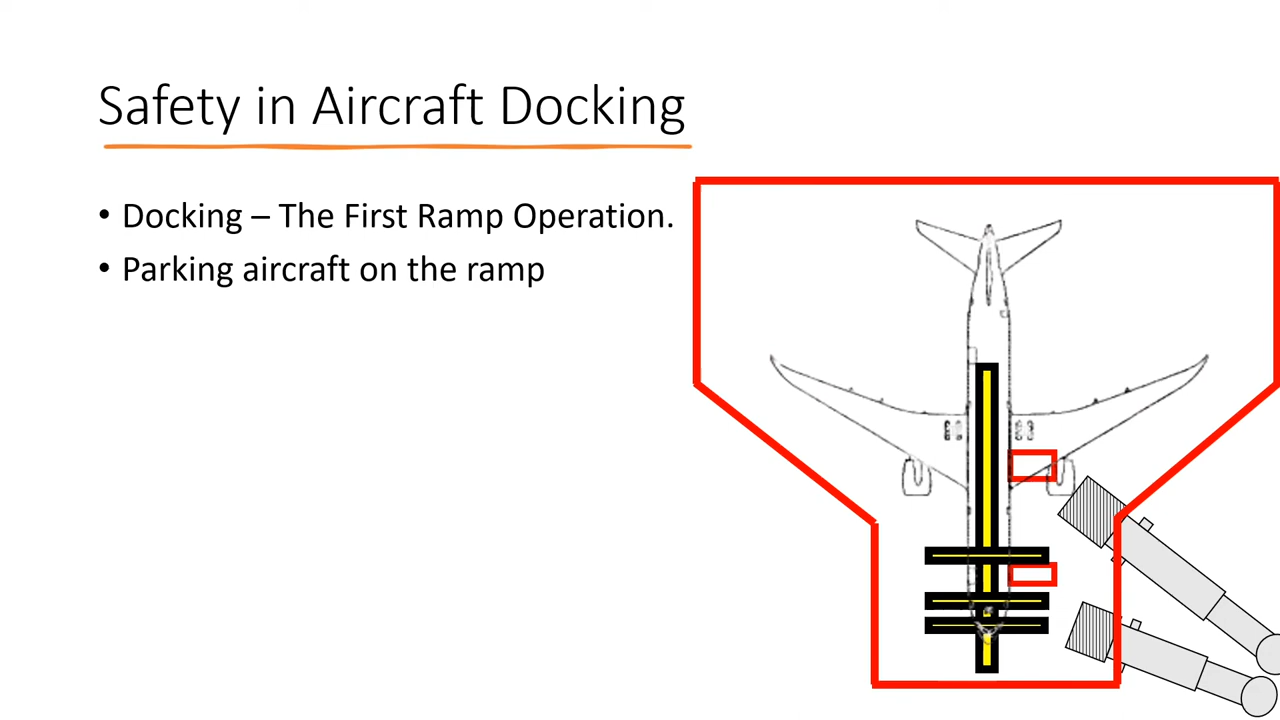 Safety in Aircraft Docking
• Docking – The First Ramp Operation.
• Parking aircraft on the ramp